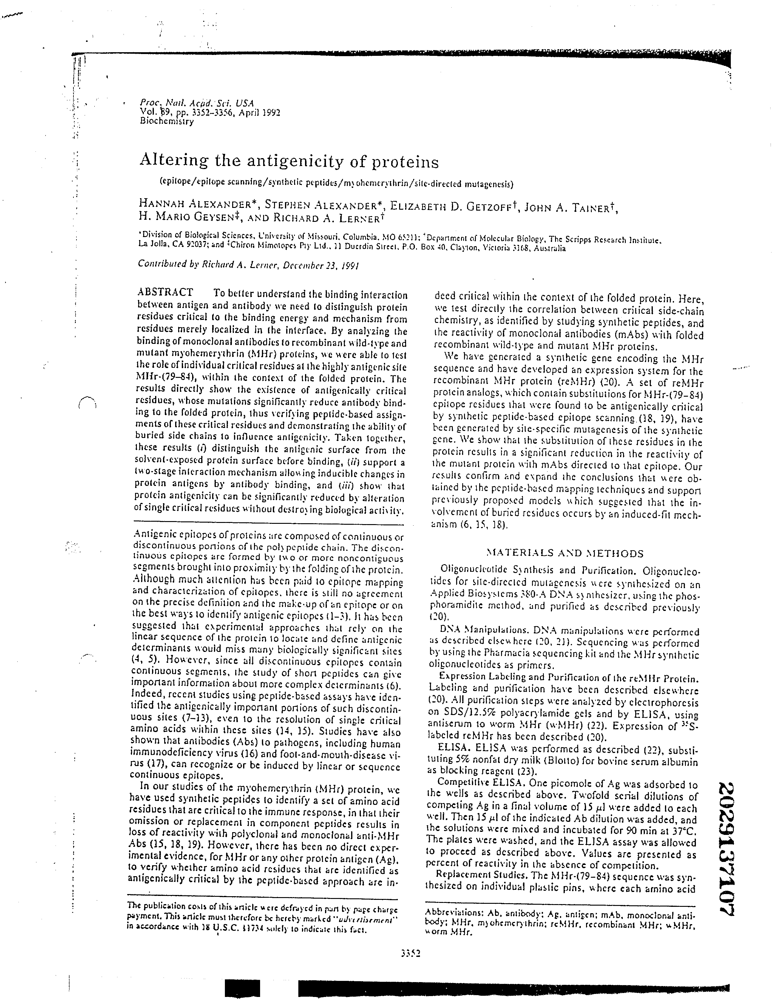 Proc. Natl. Acad. Sci. USA
Vol. 89, pp. 3352-3356, April 1992
Biochemistry
Altering the antigenicity of proteins
(epitope/epitope scanning/synthetic peptides/myohemerythrin/site-directed mutagenesis)
HANNAH ALEXANDER*, STEPHEN ALEXANDER*, ELIZABETH D. GETZOFF†, JOHN A. TAINER†,
H. MARIO GEYSEN‡, AND RICHARD A. LERNER†
*Division of Biological Sciences, University of Missouri, Columbia, MO 65211; †Department of Molecular Biology, The Scripps Research Institute,
La Jolla, CA 92037; and ‡Chiron Mimotopes Pty Ltd., 11 Duerdin Street, P.O. Box 40, Clayton, Victoria 3168, Australia
Contributed by Richard A. Lerner, December 23, 1991
ABSTRACT To better understand the binding interaction
between antigen and antibody we need to distinguish protein
residues critical to the binding energy and mechanism from
residues merely localized in the interface. By analyzing the
binding of monoclonal antibodies to recombinant wild-type and
mutant myohemerythrin (MHr) proteins, we were able to test
the role of individual critical residues at the highly antigenic site
MHr-(79–84), within the context of the folded protein. The
results directly show the existence of antigenically critical
residues, whose mutations significantly reduce antibody bind-
ing to the folded protein, thus verifying peptide-based assign-
ments of these critical residues and demonstrating the ability of
buried side chains to influence antigenicity. Taken together,
these results (i) distinguish the antigenic surface from the
solvent-exposed protein surface before binding, (ii) support a
two-stage interaction mechanism allowing inducible changes in
protein antigens by antibody binding, and (iii) show that
protein antigenicity can be significantly reduced by alteration
of single critical residues without destroying biological activity.
Antigenic epitopes of proteins are composed of continuous or
discontinuous portions of the polypeptide chain. The discon-
tinuous epitopes are formed by two or more noncontiguous
segments brought into proximity by the folding of the protein.
Although much attention has been paid to epitope mapping
and characterization of epitopes, there is still no agreement
on the precise definition and the make-up of an epitope or on
the best ways to identify antigenic epitopes (1–3). It has been
suggested that experimental approaches that rely on the
linear sequence of the protein to locate and define antigenic
determinants would miss many biologically significant sites
(4, 5). However, since all discontinuous epitopes contain
continuous segments, the study of short peptides can give
important information about more complex determinants (6).
Indeed, recent studies using peptide-based assays have iden-
tified the antigenically important portions of such discontin-
uous sites (7–13), even to the resolution of single critical
amino acids within these sites (14, 15). Studies have also
shown that antibodies (Abs) to pathogens, including human
immunodeficiency virus (16) and foot-and-mouth-disease vi-
rus (17), can recognize or be induced by linear or sequence
continuous epitopes.
In our studies of the myohemerythrin (MHr) protein, we
have used synthetic peptides to identify a set of amino acid
residues that are critical to the immune response, in that their
omission or replacement in component peptides results in
loss of reactivity with polyclonal and monoclonal anti-MHr
Abs (15, 18, 19). However, there has been no direct exper-
imental evidence, for MHr or any other protein antigen (Ag),
to verify whether amino acid residues that are identified as
antigenically critical by the peptide-based approach are in-
The publication costs of this article were defrayed in part by page charge
payment. This article must therefore be hereby marked "advertisement"
in accordance with 18 U.S.C. §1734 solely to indicate this fact.
deed critical within the context of the folded protein. Here,
we test directly the correlation between critical side-chain
chemistry, as identified by studying synthetic peptides, and
the reactivity of monoclonal antibodies (mAbs) with folded
recombinant wild-type and mutant MHr proteins.
We have generated a synthetic gene encoding the MHr
sequence and have developed an expression system for the
recombinant MHr protein (reMHr) (20). A set of reMHr
protein analogs, which contain substitutions for MHr-(79–84)
epitope residues that were found to be antigenically critical
by synthetic peptide-based epitope scanning (18, 19), have
been generated by site-specific mutagenesis of the synthetic
gene. We show that the substitution of these residues in the
protein results in a significant reduction in the reactivity of
the mutant protein with mAbs directed to that epitope. Our
results confirm and expand the conclusions that were ob-
tained by the peptide-based mapping techniques and support
previously proposed models which suggested that the in-
volvement of buried residues occurs by an induced-fit mech-
anism (6, 15, 18).
MATERIALS AND METHODS
Oligonucleotide Synthesis and Purification. Oligonucleo-
tides for site-directed mutagenesis were synthesized on an
Applied Biosystems 380-A DNA synthesizer, using the phos-
phoramidite method, and purified as described previously
(20).
DNA Manipulations. DNA manipulations were performed
as described elsewhere (20, 21). Sequencing was performed
by using the Pharmacia sequencing kit and the MHr synthetic
oligonucleotides as primers.
Expression Labeling and Purification of the reMHr Protein.
Labeling and purification have been described elsewhere
(20). All purification steps were analyzed by electrophoresis
on SDS/12.5% polyacrylamide gels and by ELISA, using
antiserum to worm MHr (wMHr) (22). Expression of ³⁵S-
labeled reMHr has been described (20).
ELISA. ELISA was performed as described (22), substi-
tuting 5% nonfat dry milk (Blotto) for bovine serum albumin
as blocking reagent (23).
Competitive ELISA. One picomole of Ag was adsorbed to
the wells as described above. Twofold serial dilutions of
competing Ag in a final volume of 15 μl were added to each
well. Then 15 μl of the indicated Ab dilution was added, and
the solutions were mixed and incubated for 90 min at 37°C.
The plates were washed, and the ELISA assay was allowed
to proceed as described above. Values are presented as
percent of reactivity in the absence of competition.
Replacement Studies. The MHr-(79–84) sequence was syn-
thesized on individual plastic pins, where each amino acid
Abbreviations: Ab, antibody; Ag, antigen; mAb, monoclonal anti-
body; MHr, myohemerythrin; reMHr, recombinant MHr; wMHr,
worm MHr.
3352
2029137107